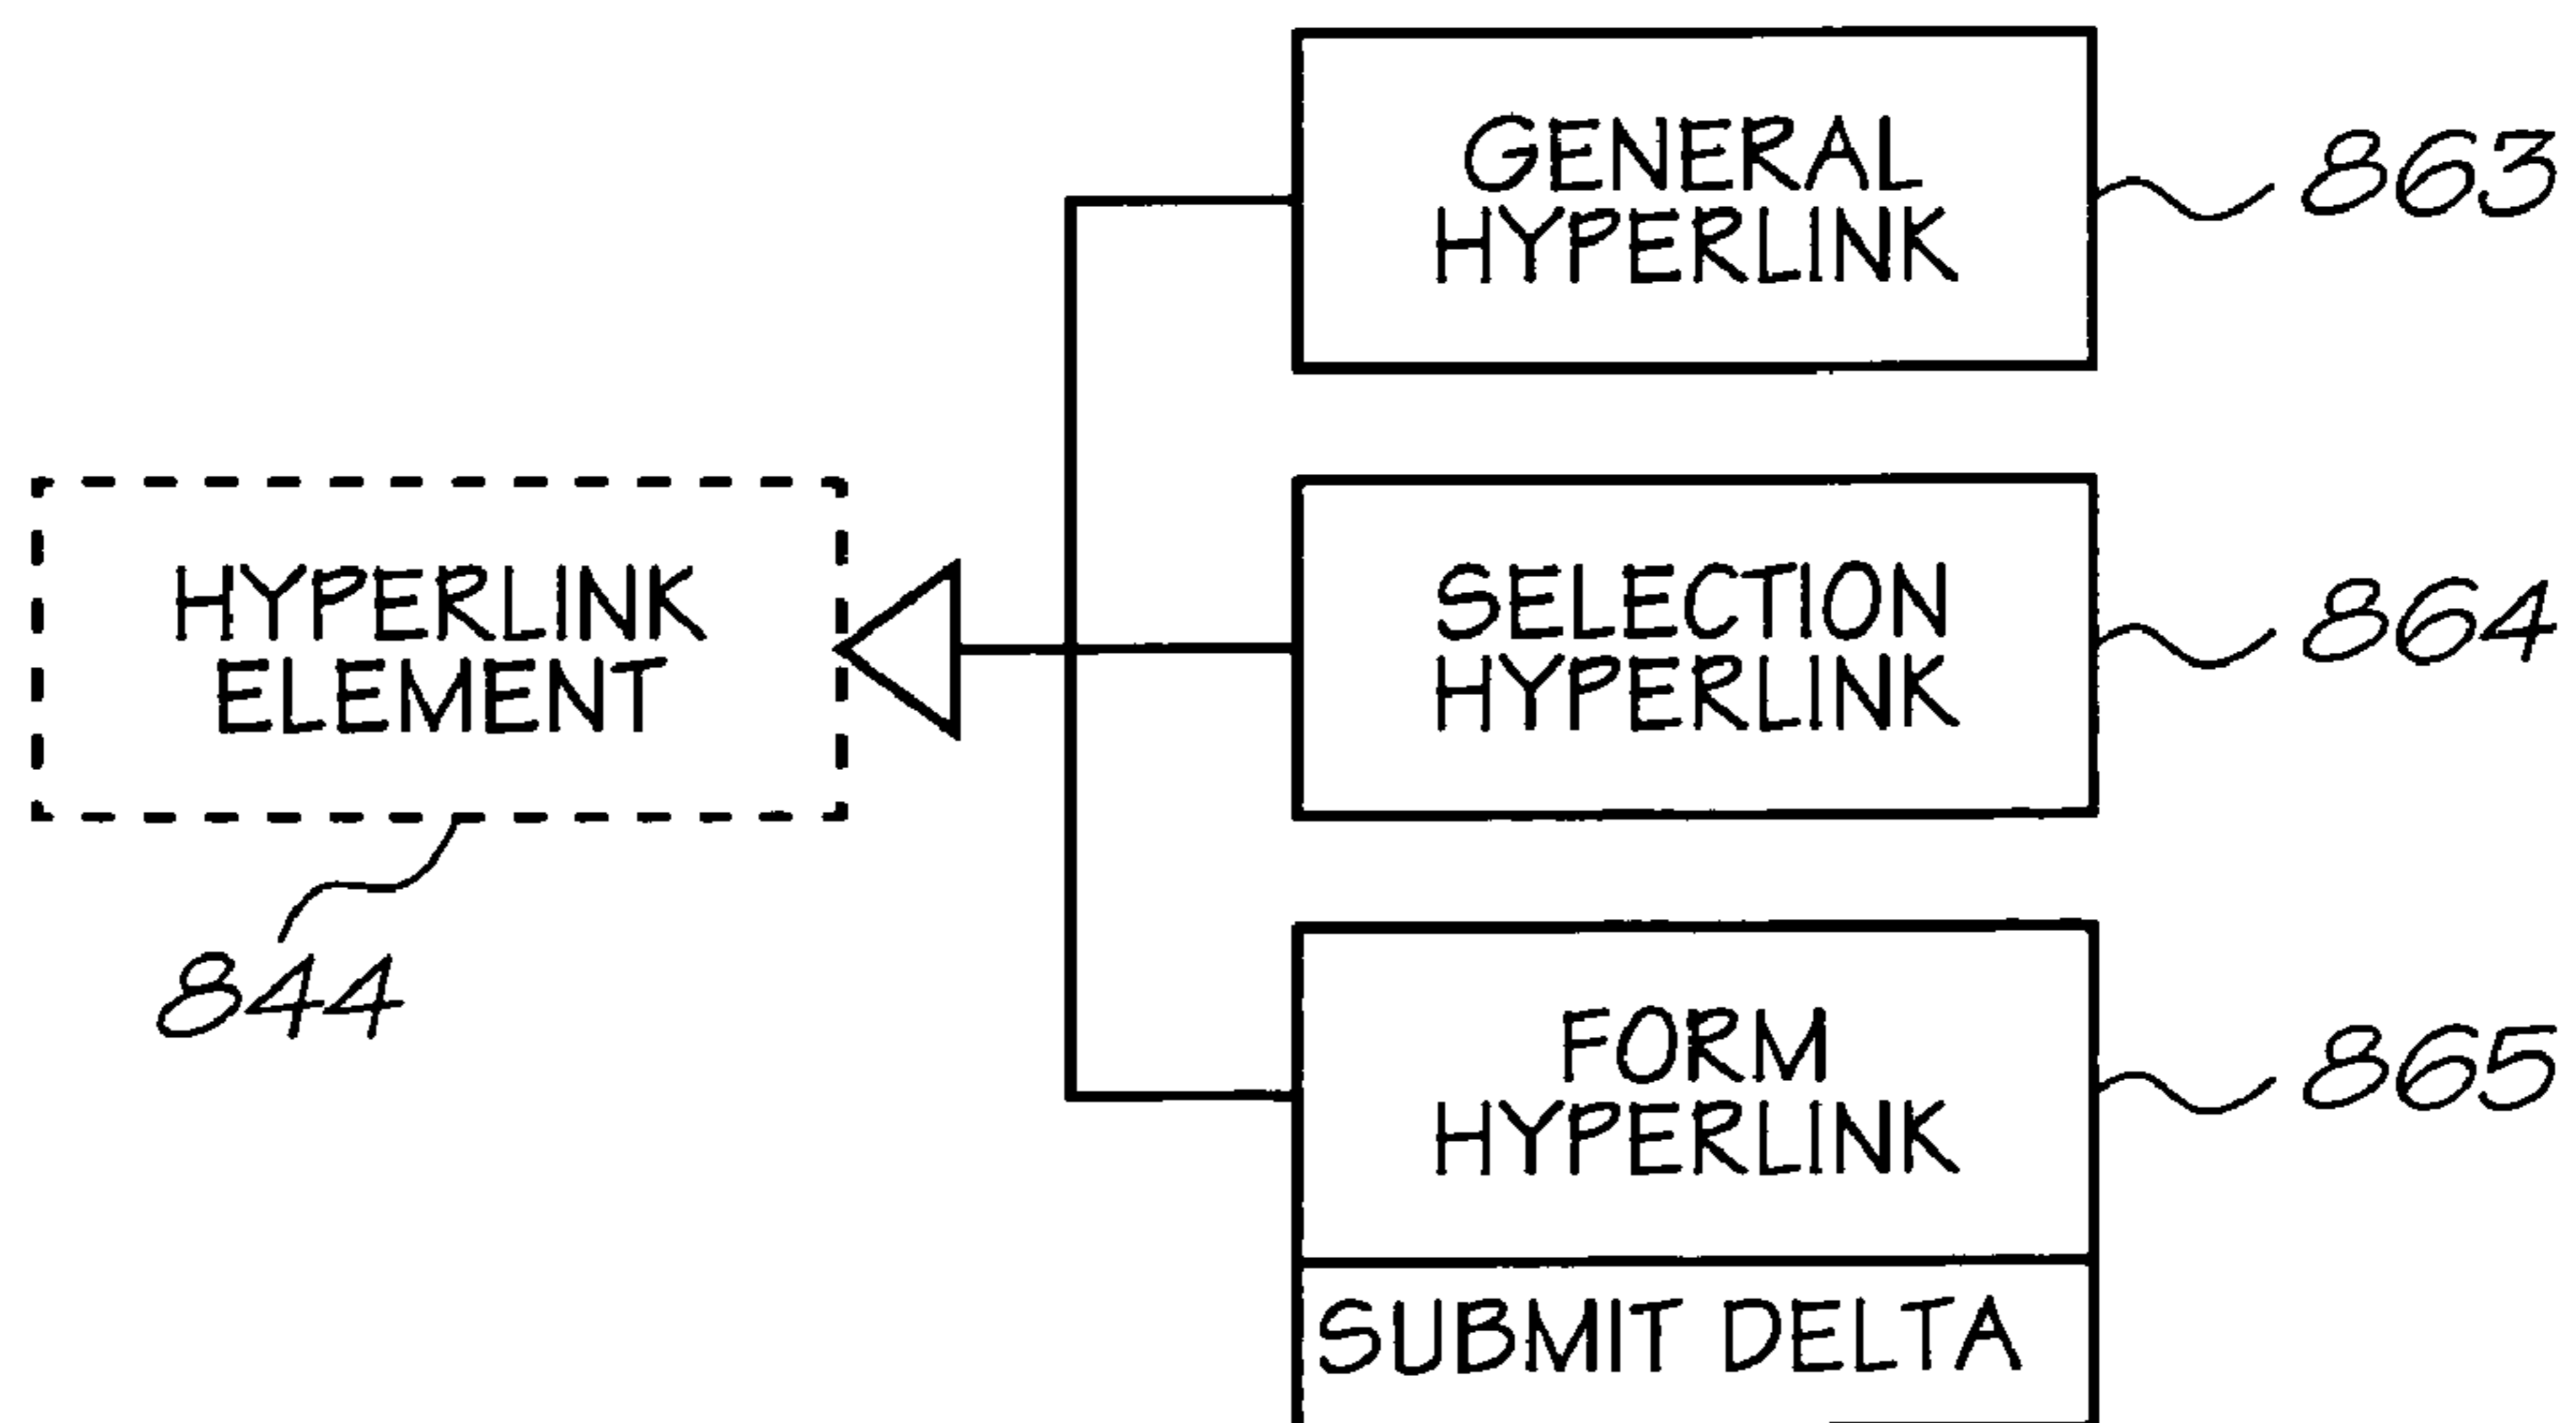 GENERAL
HYPERLINK
863
HYPERLINK
ELEMENT
844
SELECTION
HYPERLINK
864
FORM
HYPERLINK
865
SUBMIT DELTA